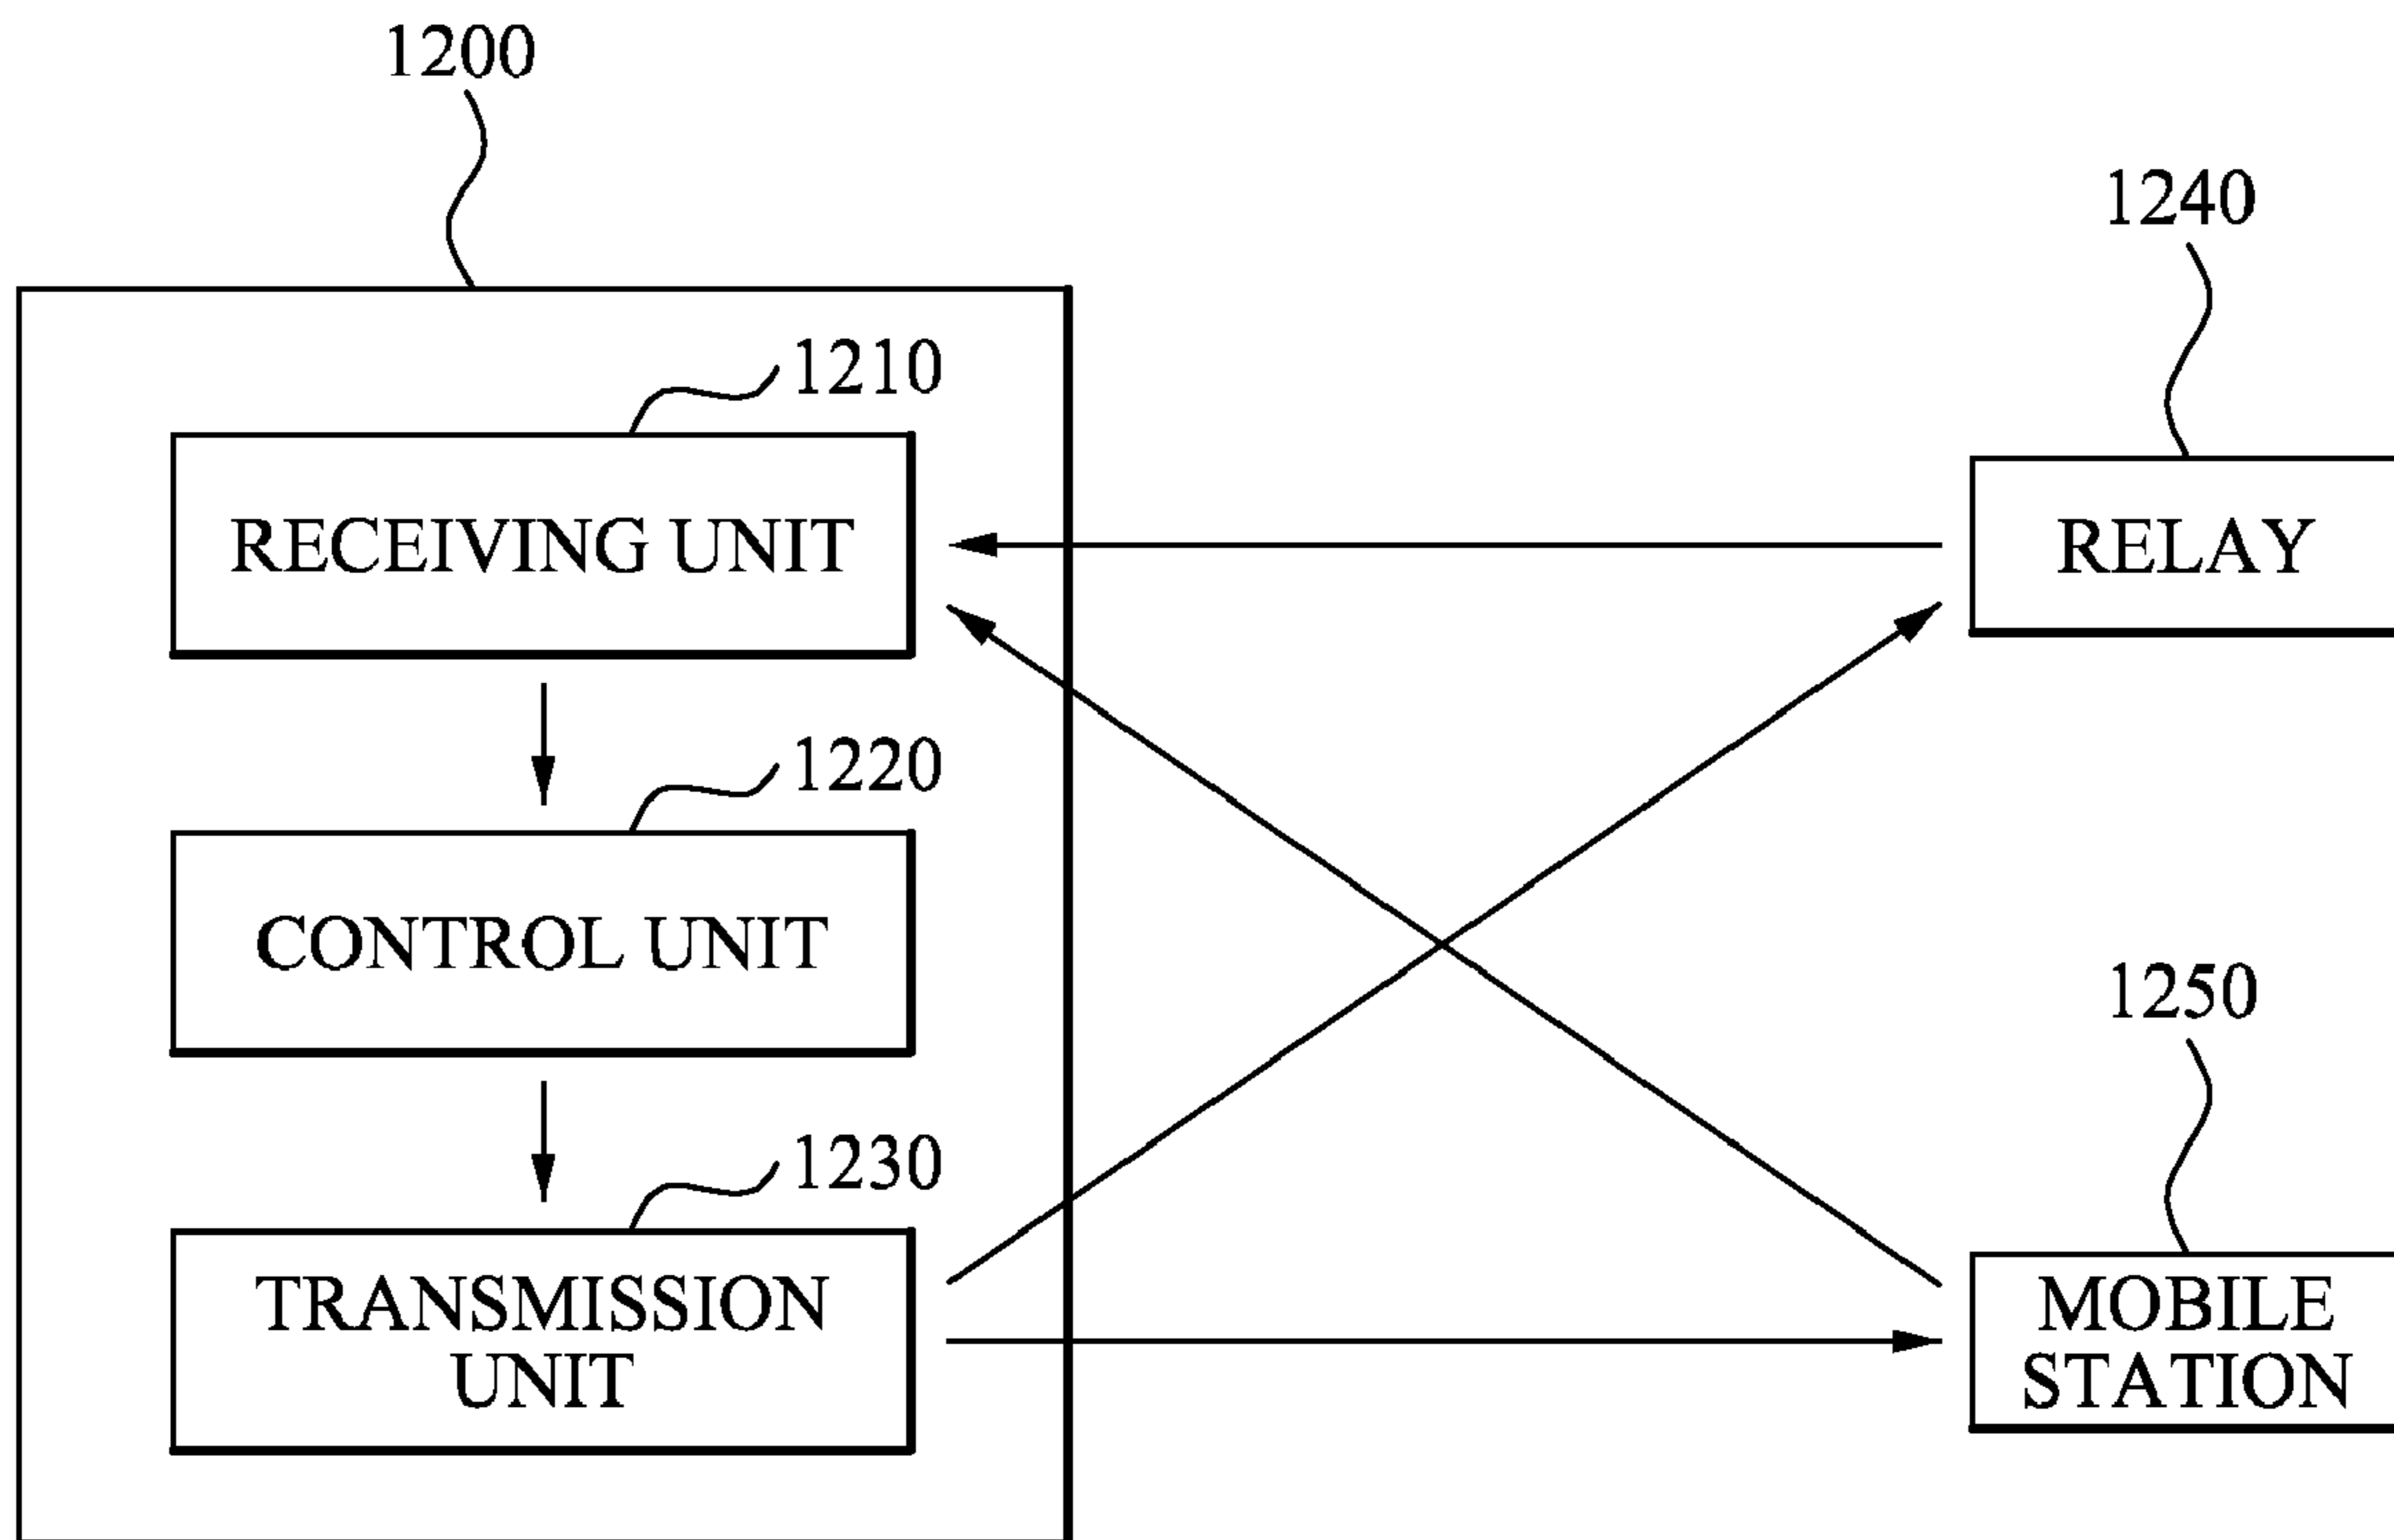 1200
1240
1210
RECEIVING UNIT
RELAY
1220
CONTROL UNIT
1250
1230
TRANSMISSION
UNIT
MOBILE
STATION